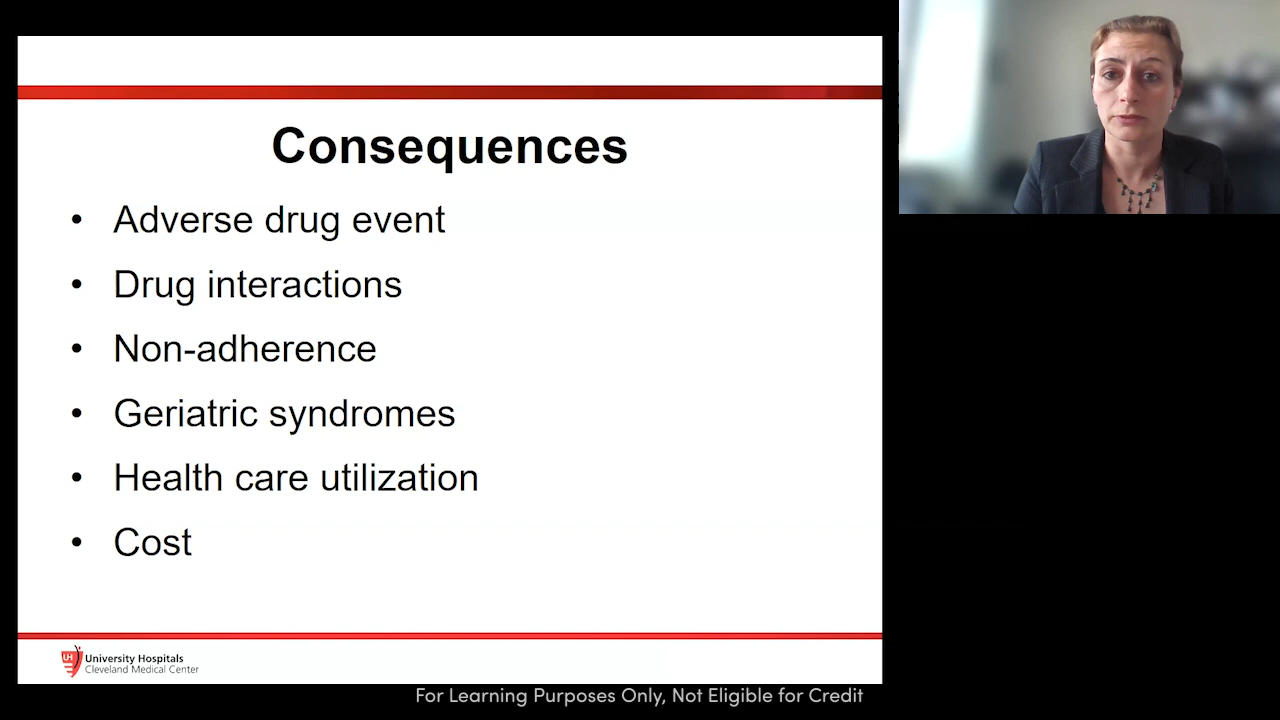 Consequences
• Adverse drug event
• Drug interactions
• Non-adherence
• Geriatric syndromes
• Health care utilization
• Cost
UH
University Hospitals
Cleveland Medical Center
For Learning Purposes Only, Not Eligible for Credit